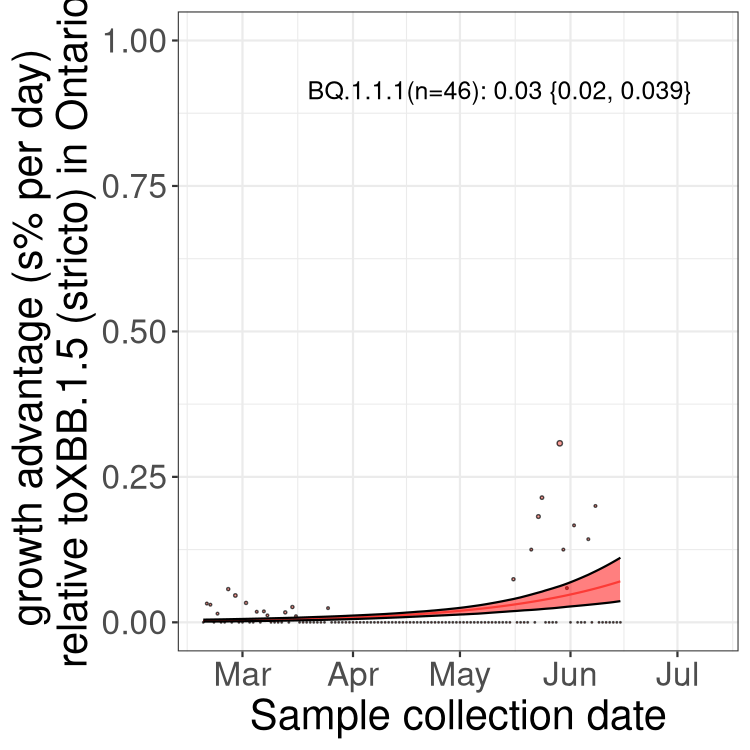 growth advantage (s% per day)
relative toXBB.1.5 (stricto) in Ontario
1.00
BQ.1.1.1(n=46): 0.03 {0.02, 0.039}
0.75
0.50
0.25
0.00
Mar Apr May Jun Jul
Sample collection date